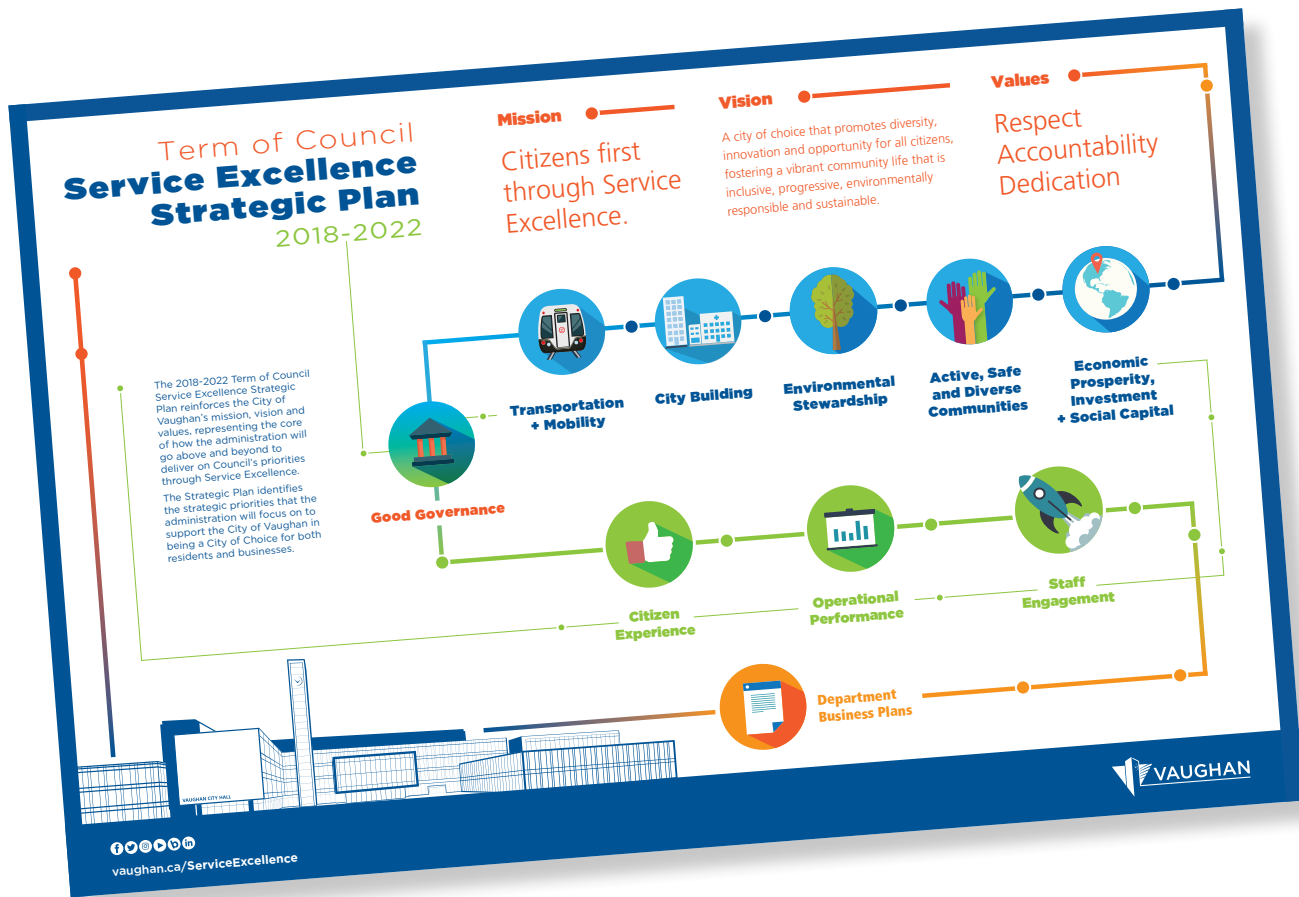 Term of Council
Service Excellence
Strategic Plan
2018-2022
Mission
Citizens first
through Service
Excellence.
Vision
A city of choice that promotes diversity,
innovation and opportunity for all citizens,
fostering a vibrant community life that is
inclusive, progressive, environmentally
responsible and sustainable.
Values
Respect
Accountability
Dedication
The 2018-2022 Term of Council
Service Excellence Strategic
Plan reinforces the City of
Vaughan's mission, vision and
values, representing the core
of how the administration will
go above and beyond to
deliver on Council's priorities
through Service Excellence.
The Strategic Plan identifies
the strategic priorities that the
administration will focus on to
support the City of Vaughan in
being a City of Choice for both
residents and businesses.
Transportation
+ Mobility
City Building
Environmental
Stewardship
Active, Safe
and Diverse
Communities
Economic
Prosperity,
Investment
+ Social Capital
Good Governance
Citizen
Experience
Operational
Performance
Staff
Engagement
Department
Business Plans
VAUGHAN CITY HALL
VAUGHAN
vaughan.ca/ServiceExcellence